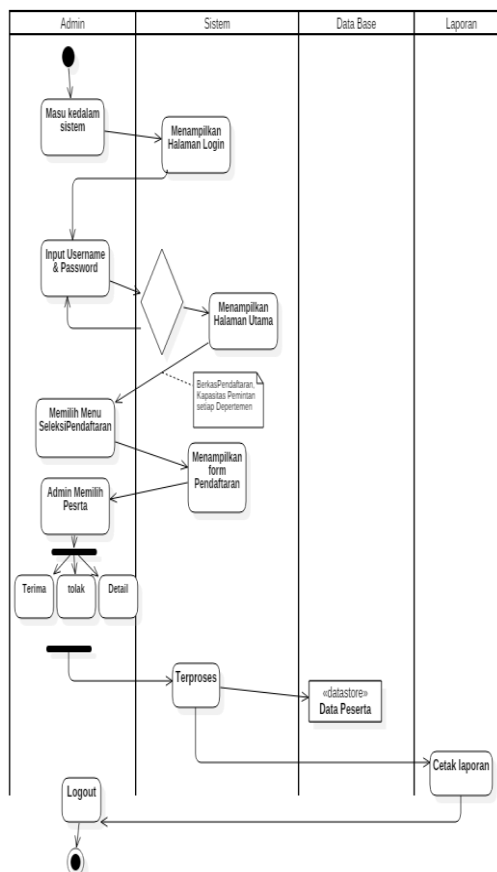 Admin
Sistem
Data Base
Laporan
Masu kedalam
sistem
Menampilkan
Halaman Login
Input Username
& Password
Menampilkan
Halaman Utama
BerkasPendaftaran,
Kapasitas Pemintan
setiap Depertemen
Memilih Menu
SeleksiPendaftaran
Menampilkan
form
Pendaftaran
Admin Memilih
Pesrta
Terima
tolak
Detail
Terproses
«datastore»
Data Peserta
Cetak laporan
Logout